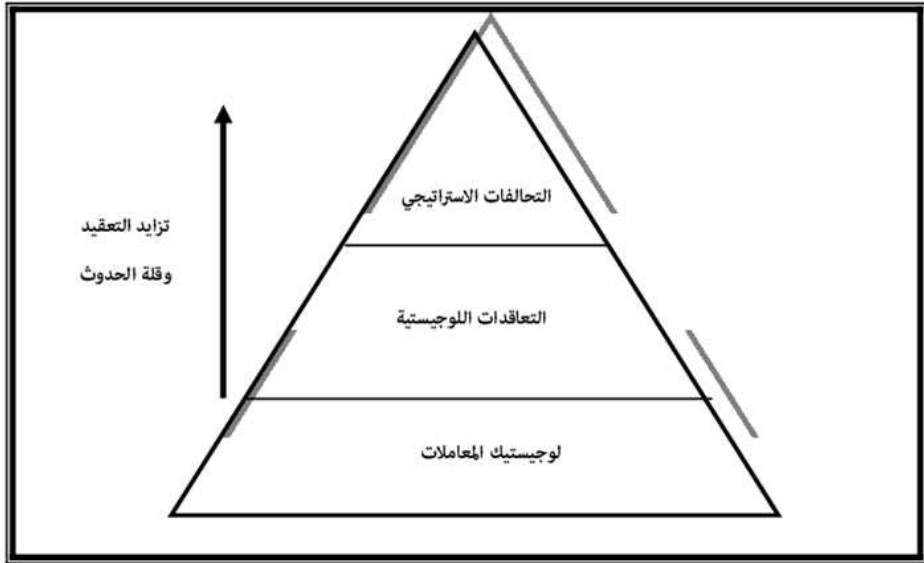 التحالفات الاستراتيجي
تزايد التعقيد
وقلة الحدوث
التعاقدات اللوجيستية
لوجيستيك المعاملات